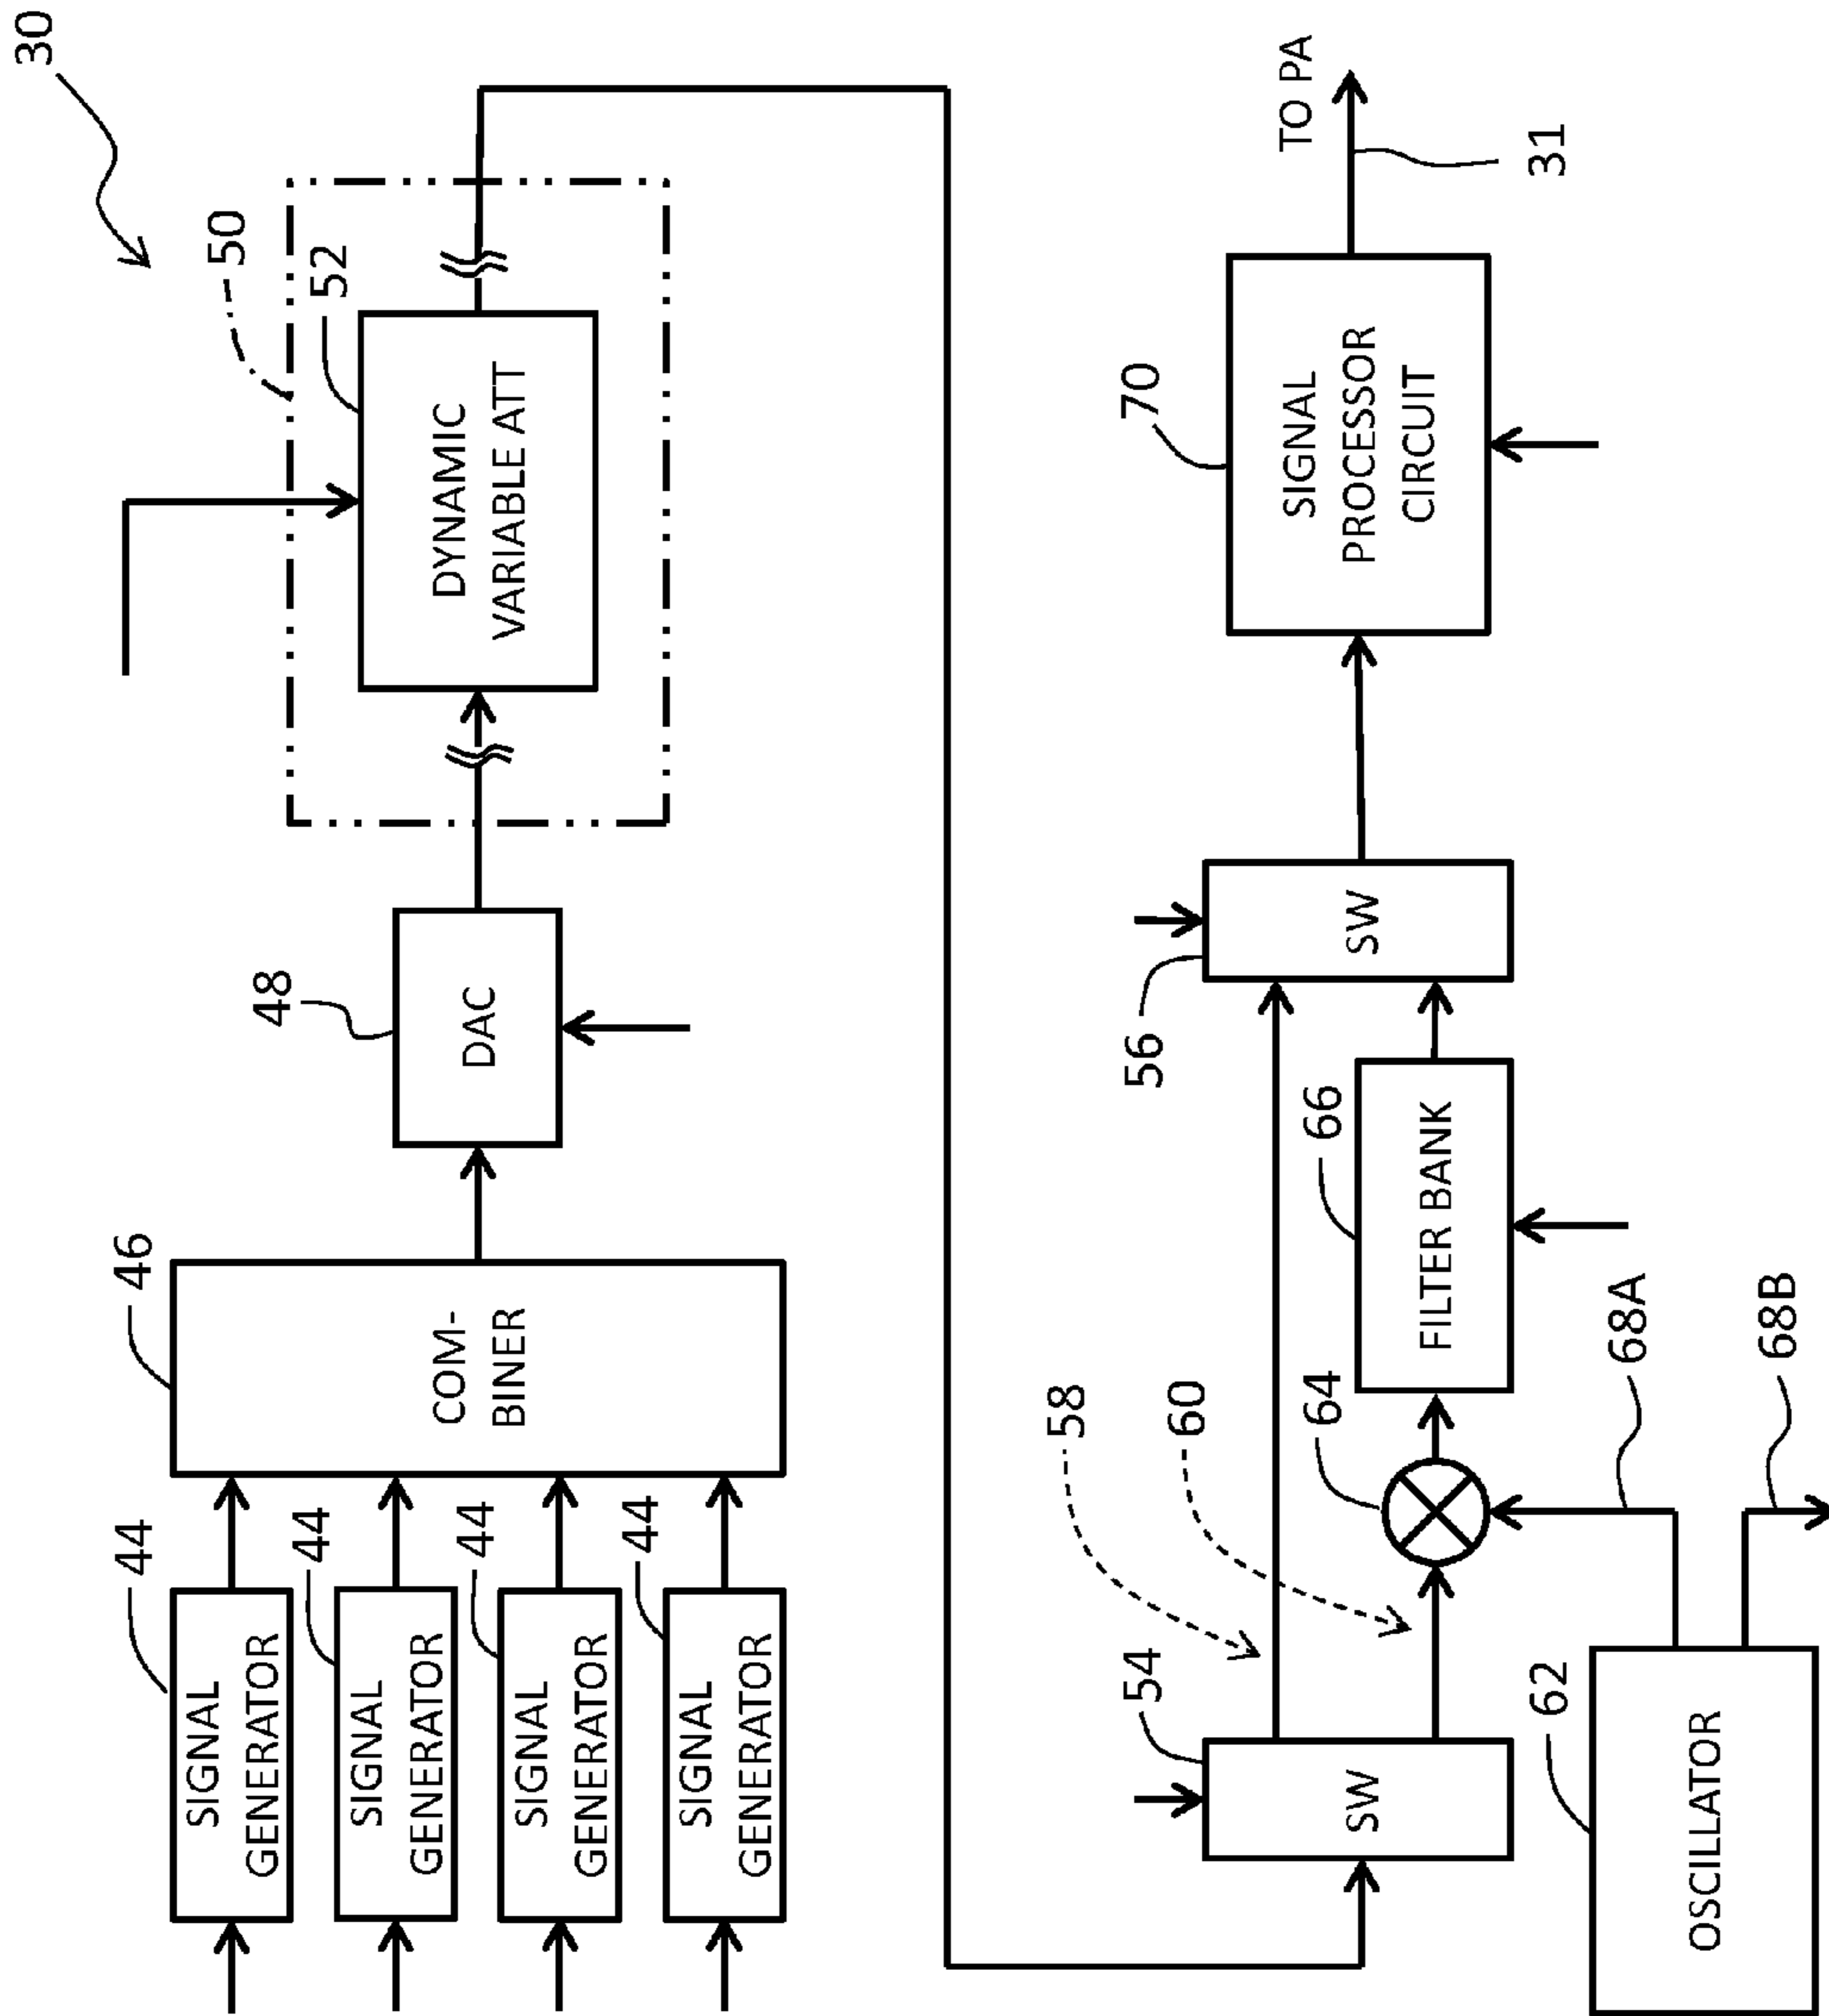 30
44
SIGNAL
GENERATOR
44
SIGNAL
GENERATOR
44
SIGNAL
GENERATOR
44
SIGNAL
GENERATOR
46
COM-
BINER
48
DAC
50
52
DYNAMIC
VARIABLE ATT
54
SW
58
60
64
66
FILTER BANK
56
SW
70
SIGNAL
PROCESSOR
CIRCUIT
TO PA
31
62
OSCILLATOR
68A
68B